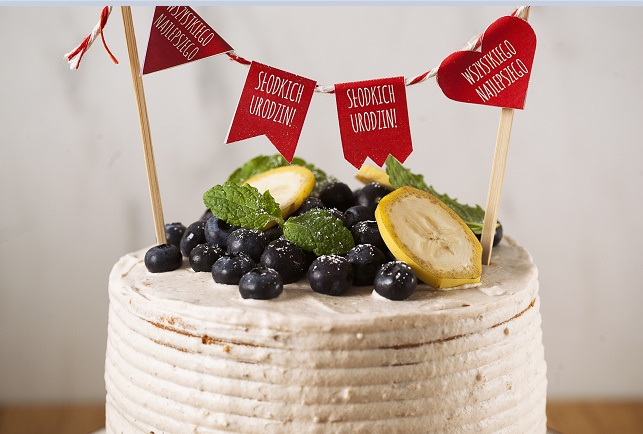 WSZYSTKIEGO
NAJLEPSZEGO
SŁODKICH
URODZIN!
SŁODKICH
URODZIN!
WSZYSTKIEGO
NAJLEPSZEGO